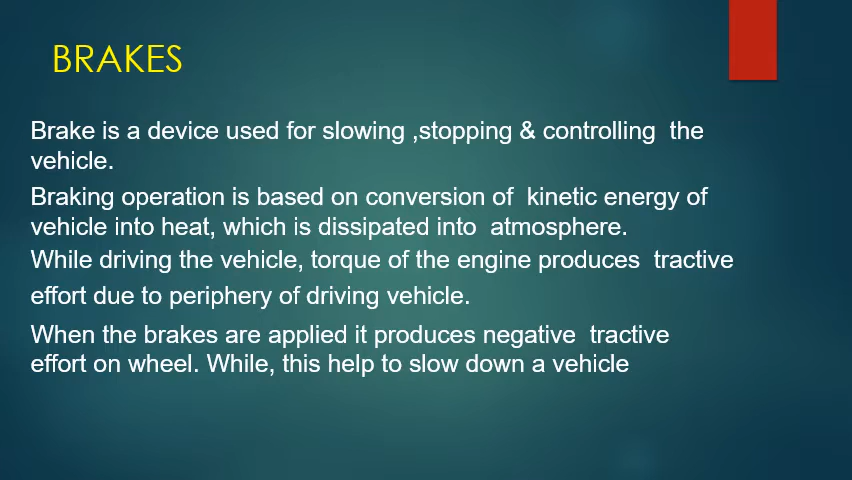 BRAKES
Brake is a device used for slowing ,stopping & controlling  the
vehicle.
Braking operation is based on conversion of  kinetic energy of
vehicle into heat, which is dissipated into  atmosphere.
While driving the vehicle, torque of the engine produces  tractive
effort due to periphery of driving vehicle.
When the brakes are applied it produces negative  tractive
effort on wheel. While, this help to slow down a vehicle